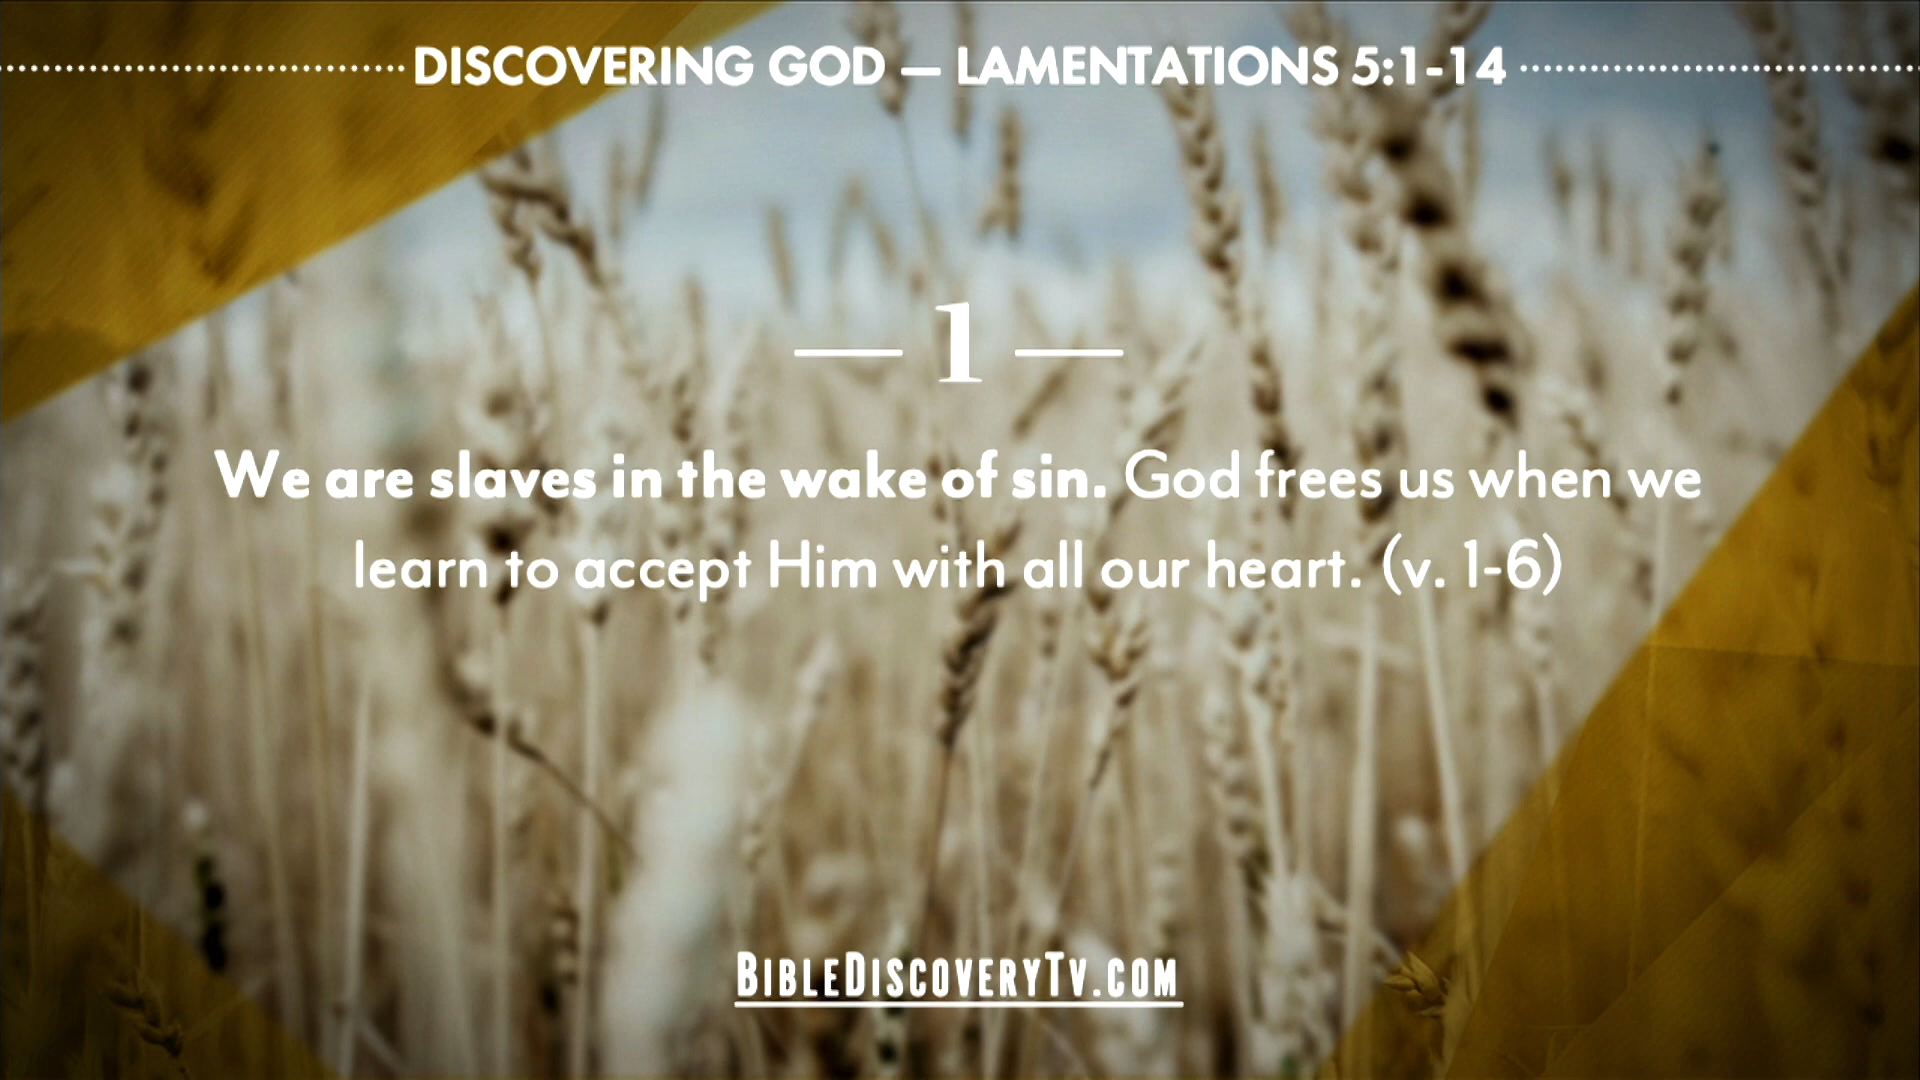 DISCOVERING GOD — LAMENTATIONS 5:1-14
— 1 —
We are slaves in the wake of sin. God frees us when we
learn to accept Him with all our heart. (v. 1-6)
BIBLEDISCOVERYTV.COM